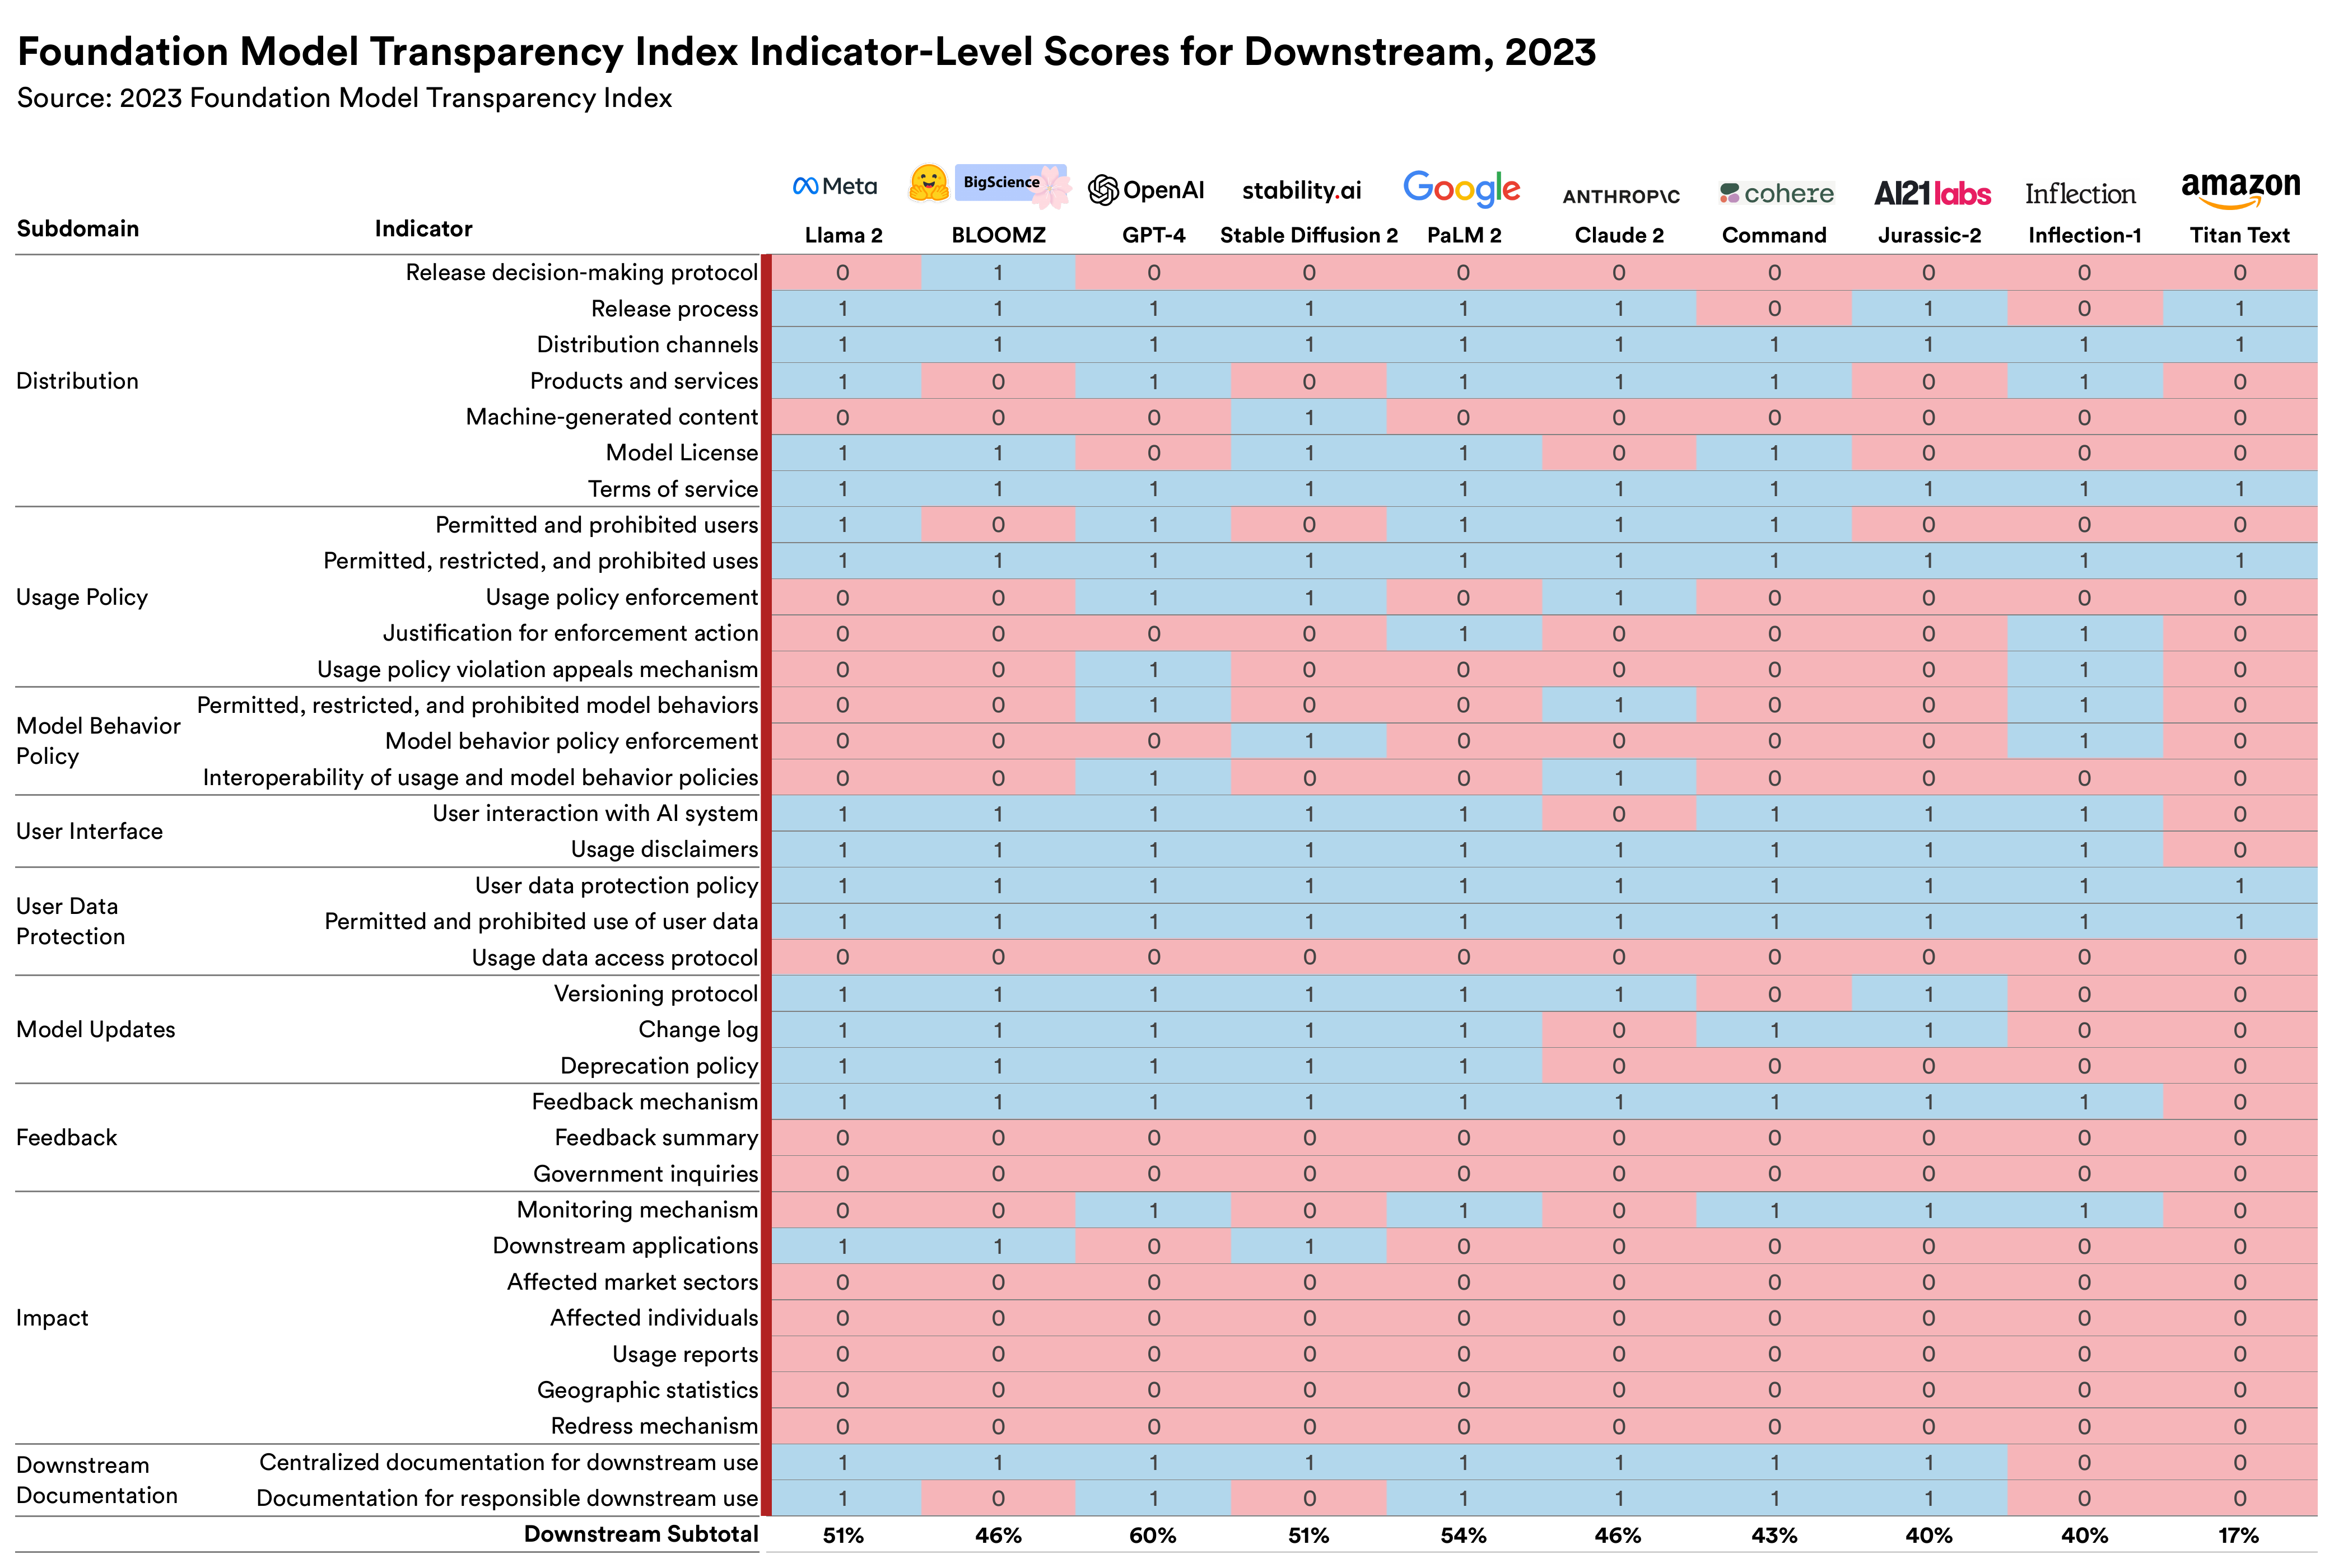 Foundation Model Transparency Index Indicator-Level Scores for Downstream, 2023
Source: 2023 Foundation Model Transparency Index
Meta BigScience OpenAI stability.ai Google ANTHROP\C cohere AI21labs Inflection amazon
Subdomain Indicator Llama 2 BLOOMZ GPT-4 Stable Diffusion 2 PaLM 2 Claude 2 Command Jurassic-2 Inflection-1 Titan Text
Release decision-making protocol 0 1 0 0 0 0 0 0 0 0
Release process 1 1 1 1 1 1 0 1 0 1
Distribution channels 1 1 1 1 1 1 1 1 1 1
Distribution Products and services 1 0 1 0 1 1 1 0 1 0
Machine-generated content 0 0 0 1 0 0 0 0 0 0
Model License 1 1 0 1 1 0 1 0 0 0
Terms of service 1 1 1 1 1 1 1 1 1 1
Permitted and prohibited users 1 0 1 0 1 1 1 0 0 0
Permitted, restricted, and prohibited uses 1 1 1 1 1 1 1 1 1 1
Usage Policy Usage policy enforcement 0 0 1 1 0 1 0 0 0 0
Justification for enforcement action 0 0 0 0 1 0 0 0 1 0
Usage policy violation appeals mechanism 0 0 1 0 0 0 0 0 1 0
Permitted, restricted, and prohibited model behaviors 0 0 1 0 0 1 0 0 1 0
Model Behavior
Policy
Model behavior policy enforcement 0 0 0 1 0 0 0 0 1 0
Interoperability of usage and model behavior policies 0 0 1 0 0 1 0 0 0 0
User interaction with AI system 1 1 1 1 1 0 1 1 1 0
User Interface
Usage disclaimers 1 1 1 1 1 1 1 1 1 0
User data protection policy 1 1 1 1 1 1 1 1 1 1
User Data
Protection
Permitted and prohibited use of user data 1 1 1 1 1 1 1 1 1 1
Usage data access protocol 0 0 0 0 0 0 0 0 0 0
Versioning protocol 1 1 1 1 1 1 0 1 0 0
Model Updates Change log 1 1 1 1 1 0 1 1 0 0
Deprecation policy 1 1 1 1 1 0 0 0 0 0
Feedback mechanism 1 1 1 1 1 1 1 1 1 0
Feedback Feedback summary 0 0 0 0 0 0 0 0 0 0
Government inquiries 0 0 0 0 0 0 0 0 0 0
Monitoring mechanism 0 0 1 0 1 0 1 1 1 0
Downstream applications 1 1 0 1 0 0 0 0 0 0
Affected market sectors 0 0 0 0 0 0 0 0 0 0
Impact Affected individuals 0 0 0 0 0 0 0 0 0 0
Usage reports 0 0 0 0 0 0 0 0 0 0
Geographic statistics 0 0 0 0 0 0 0 0 0 0
Redress mechanism 0 0 0 0 0 0 0 0 0 0
Downstream
Documentation
Centralized documentation for downstream use 1 1 1 1 1 1 1 1 0 0
Documentation for responsible downstream use 1 0 1 0 1 1 1 1 0 0
Downstream Subtotal 51% 46% 60% 51% 54% 46% 43% 40% 40% 17%